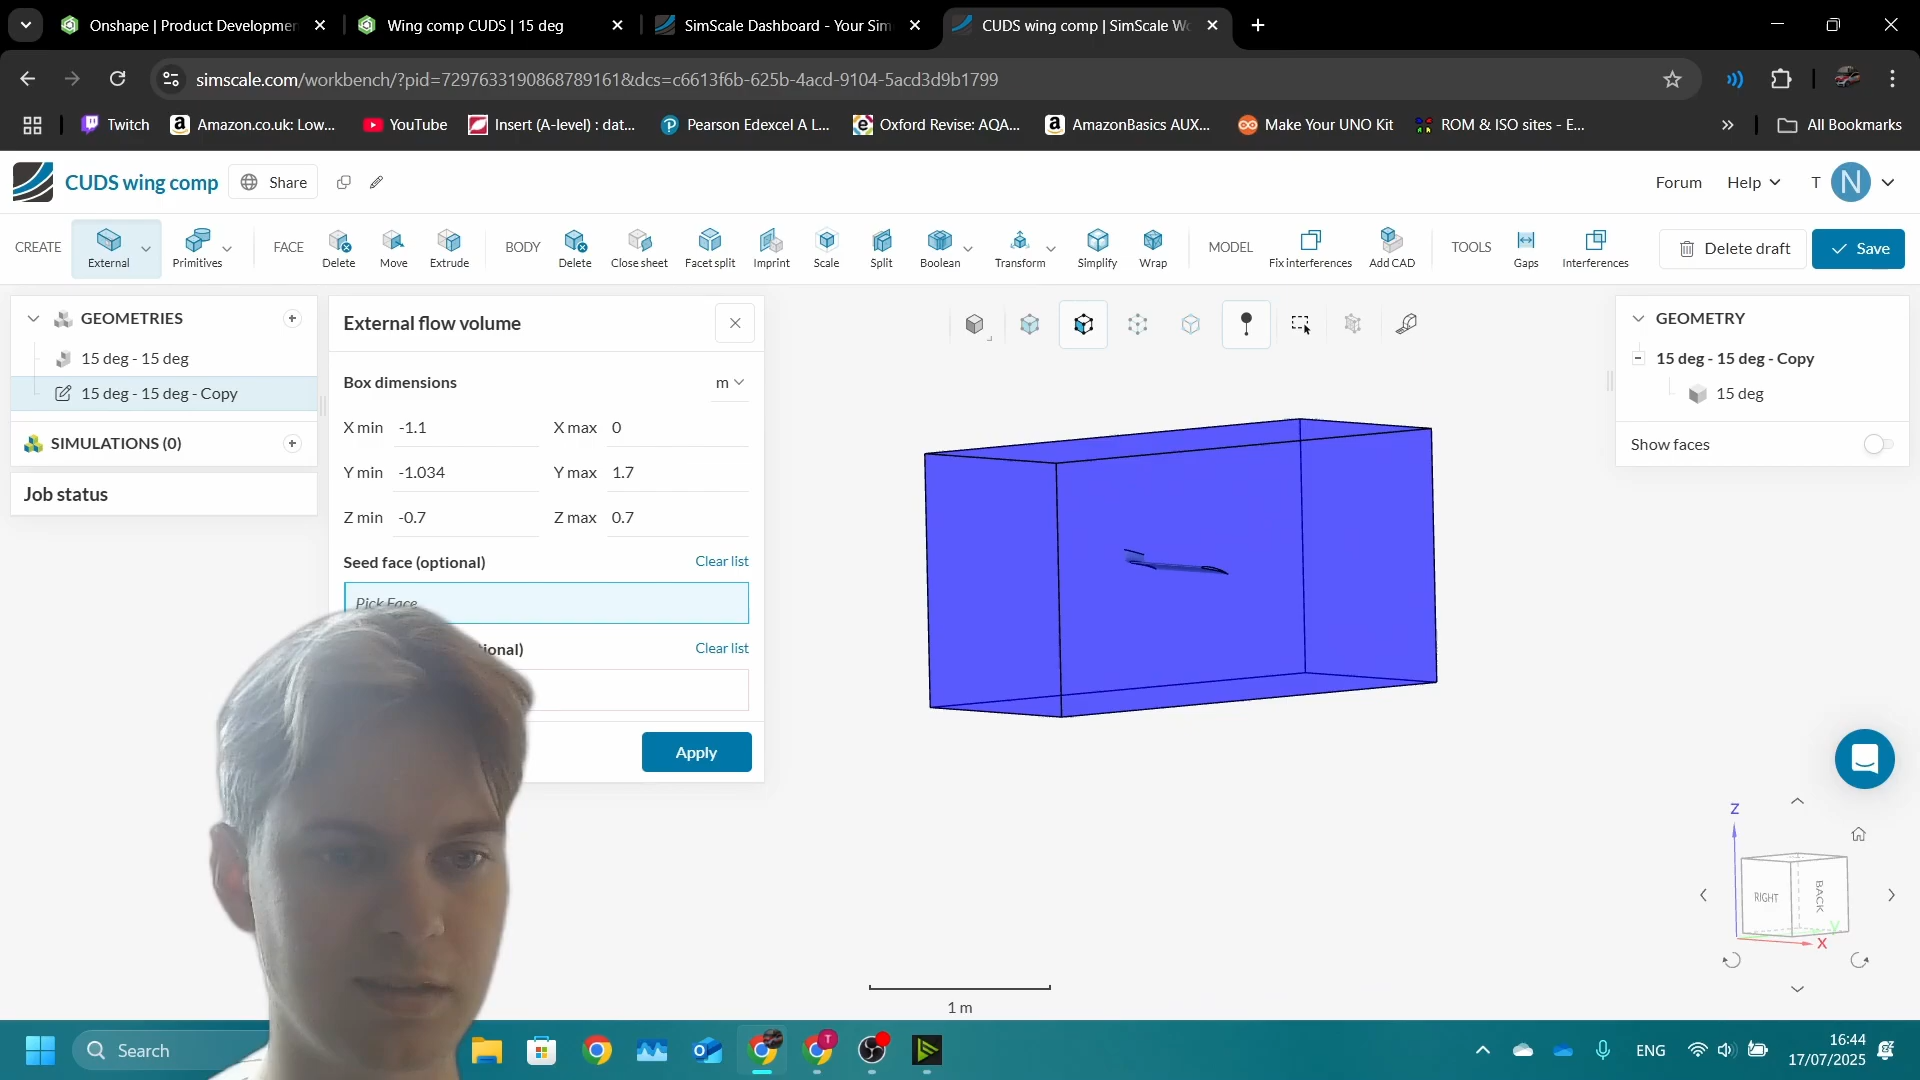 Onshape | Product Developmen
Wing comp CUDS | 15 deg
SimScale Dashboard - Your Sim
CUDS wing comp | SimScale Wo
simscale.com/workbench/?pid=7297633190868789161&dcs=c6613f6b-625b-4acd-9104-5acd3d9b1799
Twitch
Amazon.co.uk: Low...
YouTube
Insert (A-level) : dat...
Pearson Edexcel A L...
Oxford Revise: AQA...
AmazonBasics AUX...
Make Your UNO Kit
ROM & ISO sites - E...
All Bookmarks
CUDS wing comp
Share
Forum
Help
T
N
CREATE
External
Primitives
FACE
Delete
Move
Extrude
BODY
Delete
Close sheet
Facet split
Imprint
Scale
Split
Boolean
Transform
Simplify
Wrap
MODEL
Fix interferences
Add CAD
TOOLS
Gaps
Interferences
Delete draft
Save
GEOMETRIES
15 deg - 15 deg
15 deg - 15 deg - Copy
SIMULATIONS (0)
Job status
External flow volume
Box dimensions
m
X min -1.1 X max 0
Y min -1.034 Y max 1.7
Z min -0.7 Z max 0.7
Seed face (optional)
Clear list
Pick Face
ional)
Clear list
Apply
GEOMETRY
15 deg - 15 deg - Copy
15 deg
Show faces
Z
RIGHT
BACK
Y
X
1 m
Search
T
ENG
16:44
17/07/2025